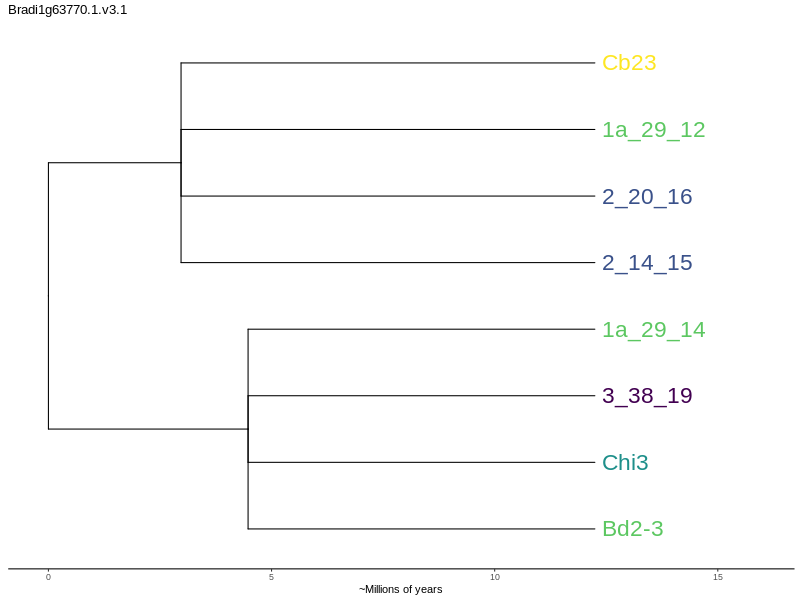 Bradi1g63770.1.v3.1
Cb23
1a_29_12
2_20_16
2_14_15
1a_29_14
3_38_19
Chi3
Bd2-3
0 5 10 15
~Millions of years